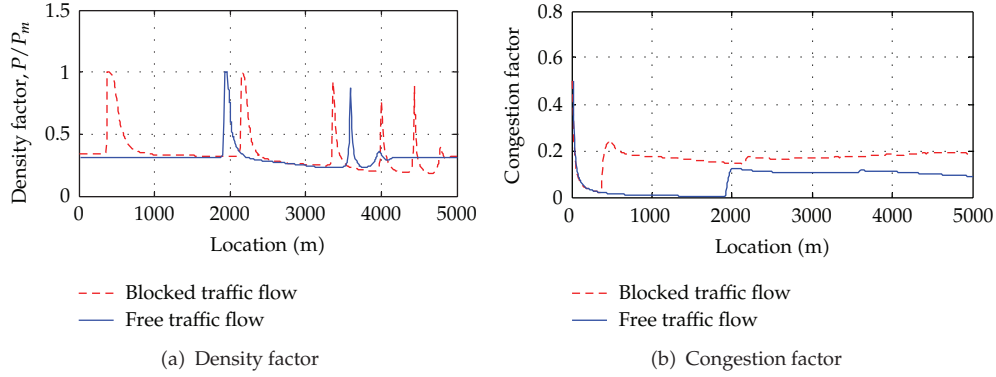 1.5
1
0.5
0
0 1000 2000 3000 4000 5000
Density factor, P/Pm
Location (m)
Blocked traffic flow
Free traffic flow
(a) Density factor
0.8
0.6
0.4
0.2
0
0 1000 2000 3000 4000 5000
Congestion factor
Location (m)
Blocked traffic flow
Free traffic flow
(b) Congestion factor